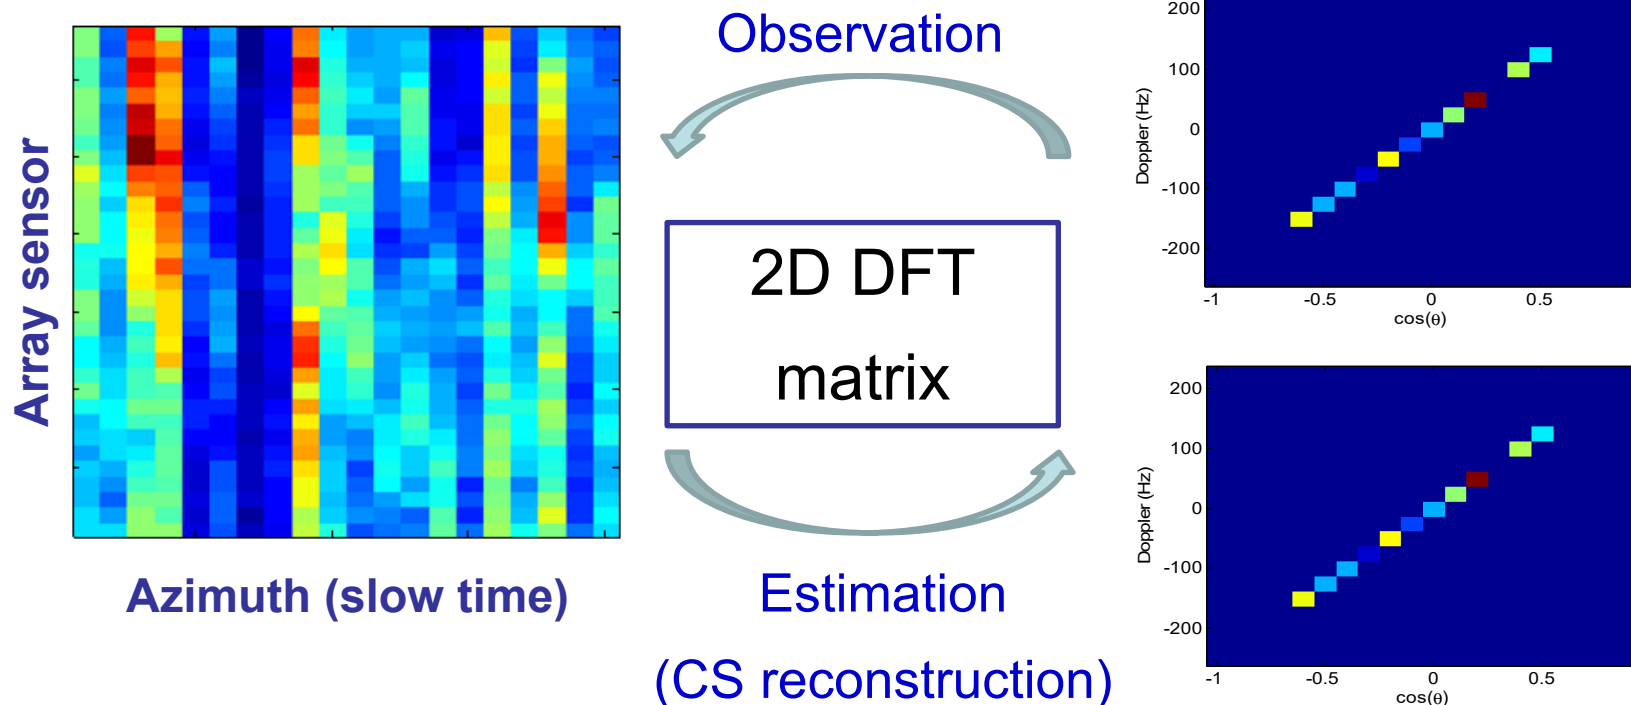 Array sensor
Azimuth (slow time)
Observation
2D DFT
matrix
Estimation
(CS reconstruction)
200
100
0
-100
-200
Doppler (Hz)
-1
-0.5
0
0.5
cos(θ)
200
100
0
-100
-200
Doppler (Hz)
-1
-0.5
0
0.5
cos(θ)